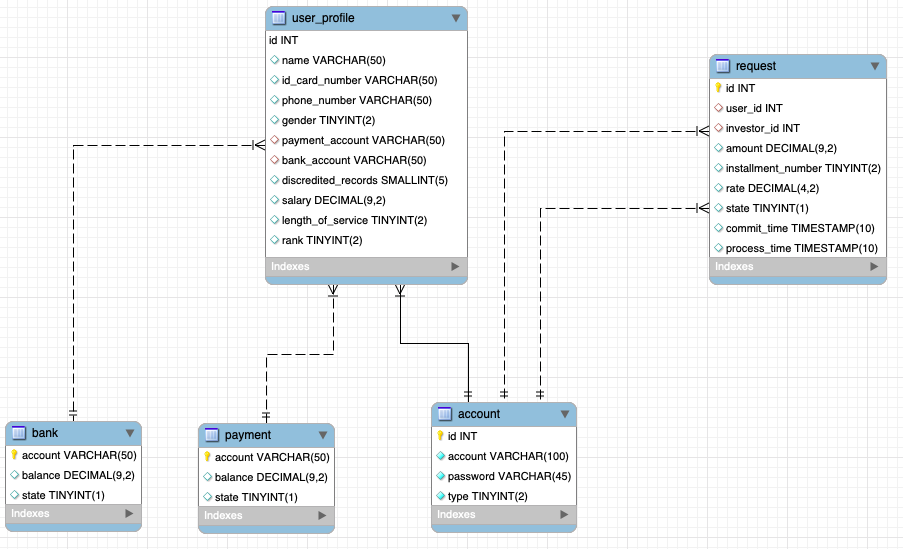 user_profile
id INT
name VARCHAR(50)
id_card_number VARCHAR(50)
phone_number VARCHAR(50)
gender TINYINT(2)
payment_account VARCHAR(50)
bank_account VARCHAR(50)
discredited_records SMALLINT(5)
salary DECIMAL(9,2)
length_of_service TINYINT(2)
rank TINYINT(2)
Indexes
request
id INT
user_id INT
investor_id INT
amount DECIMAL(9,2)
installment_number TINYINT(2)
rate DECIMAL(4,2)
state TINYINT(1)
commit_time TIMESTAMP(10)
process_time TIMESTAMP(10)
Indexes
bank
account VARCHAR(50)
balance DECIMAL(9,2)
state TINYINT(1)
Indexes
payment
account VARCHAR(50)
balance DECIMAL(9,2)
state TINYINT(1)
Indexes
account
id INT
account VARCHAR(100)
password VARCHAR(45)
type TINYINT(2)
Indexes